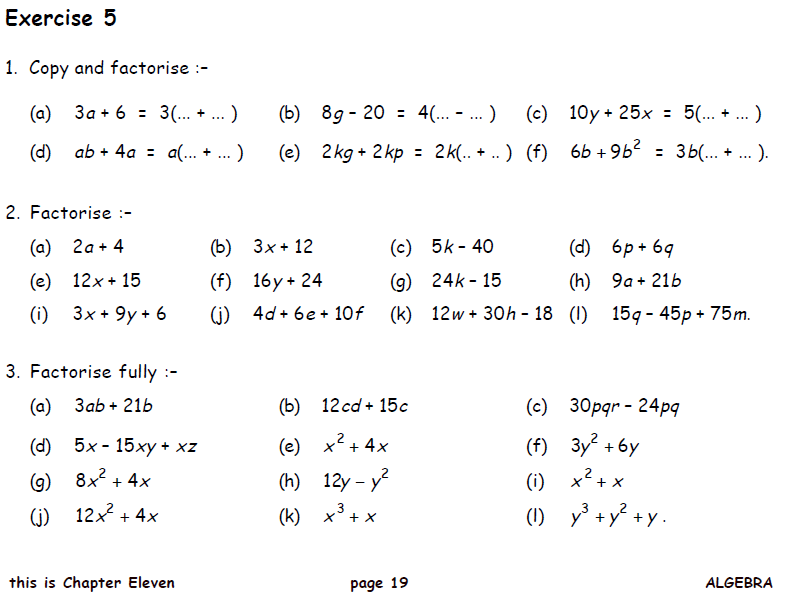 Exercise 5
1. Copy and factorise :-
(a) 3a + 6 = 3(... + ... ) (b) 8g - 20 = 4(... - ... ) (c) 10y + 25x = 5(... + ... )
(d) ab + 4a = a(... + ... ) (e) 2kg + 2kp = 2k(.. + .. ) (f) 6b + 9b² = 3b(... + ... ).
2. Factorise :-
(a) 2a + 4 (b) 3x + 12 (c) 5k - 40 (d) 6p + 6q
(e) 12x + 15 (f) 16y + 24 (g) 24k - 15 (h) 9a + 21b
(i) 3x + 9y + 6 (j) 4d + 6e + 10f (k) 12w + 30h - 18 (l) 15q - 45p + 75m.
3. Factorise fully :-
(a) 3ab + 21b (b) 12cd + 15c (c) 30pqr - 24pq
(d) 5x - 15xy + xz (e) x² + 4x (f) 3y² + 6y
(g) 8x² + 4x (h) 12y - y² (i) x² + x
(j) 12x² + 4x (k) x³ + x (l) y³ + y² + y .
this is Chapter Eleven page 19 ALGEBRA